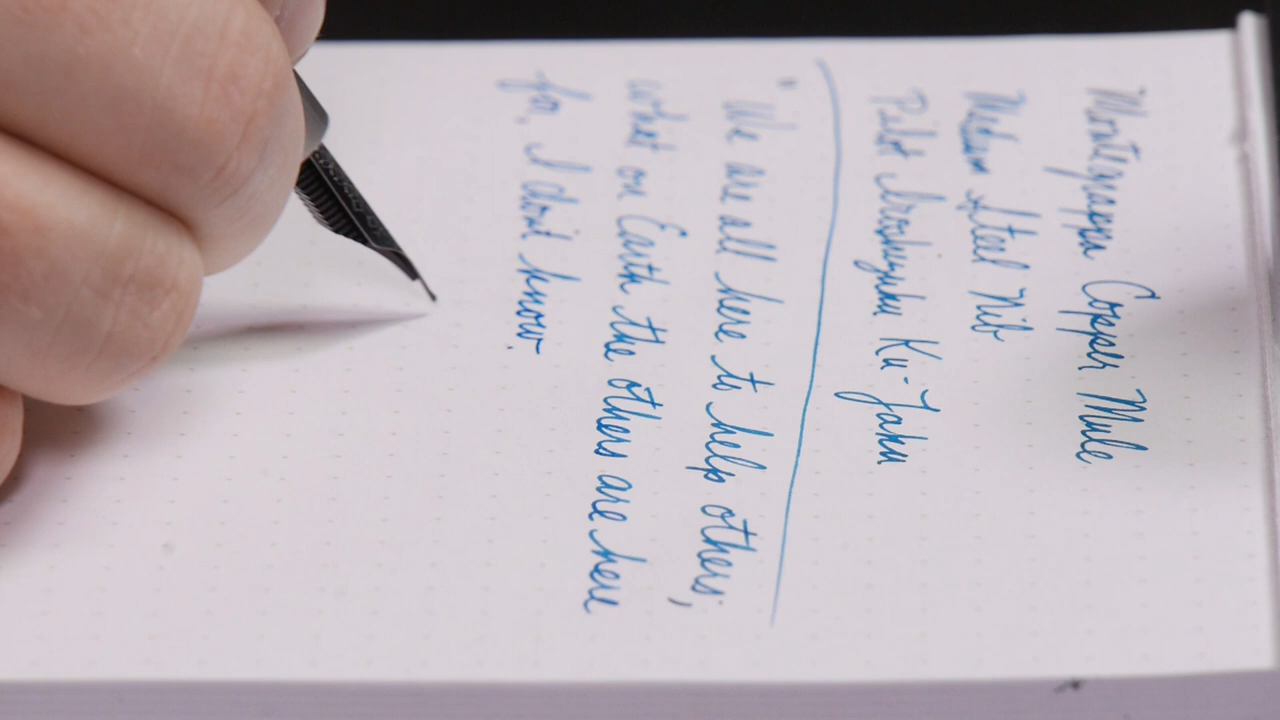 Montegrappa Copper Mule
Medium Steel Nib
Pilot Iroshizuku Ku-Jaku
"We are all here to help others;
what on Earth the others are here
for, I don't know.